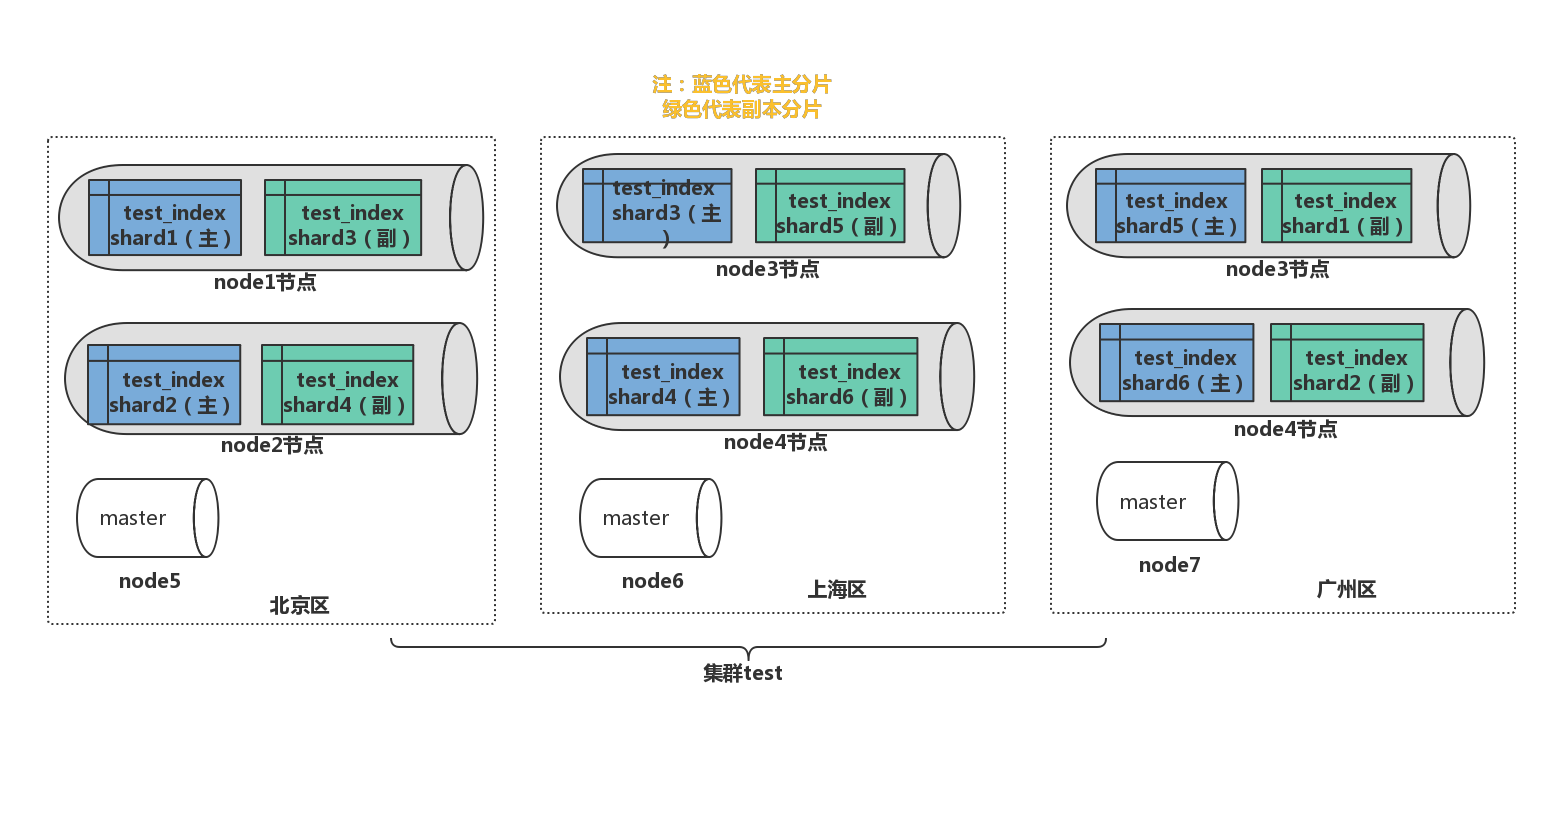 注：蓝色代表主分片
绿色代表副本分片
test_index
shard1（主）
test_index
shard3（副）
node1节点
test_index
shard2（主）
test_index
shard4（副）
node2节点
master
node5
北京区
test_index
shard3（主
）
test_index
shard5（副）
node3节点
test_index
shard4（主）
test_index
shard6（副）
node4节点
master
node6
上海区
test_index
shard5（主）
test_index
shard1（副）
node3节点
test_index
shard6（主）
test_index
shard2（副）
node4节点
master
node7
广州区
集群test